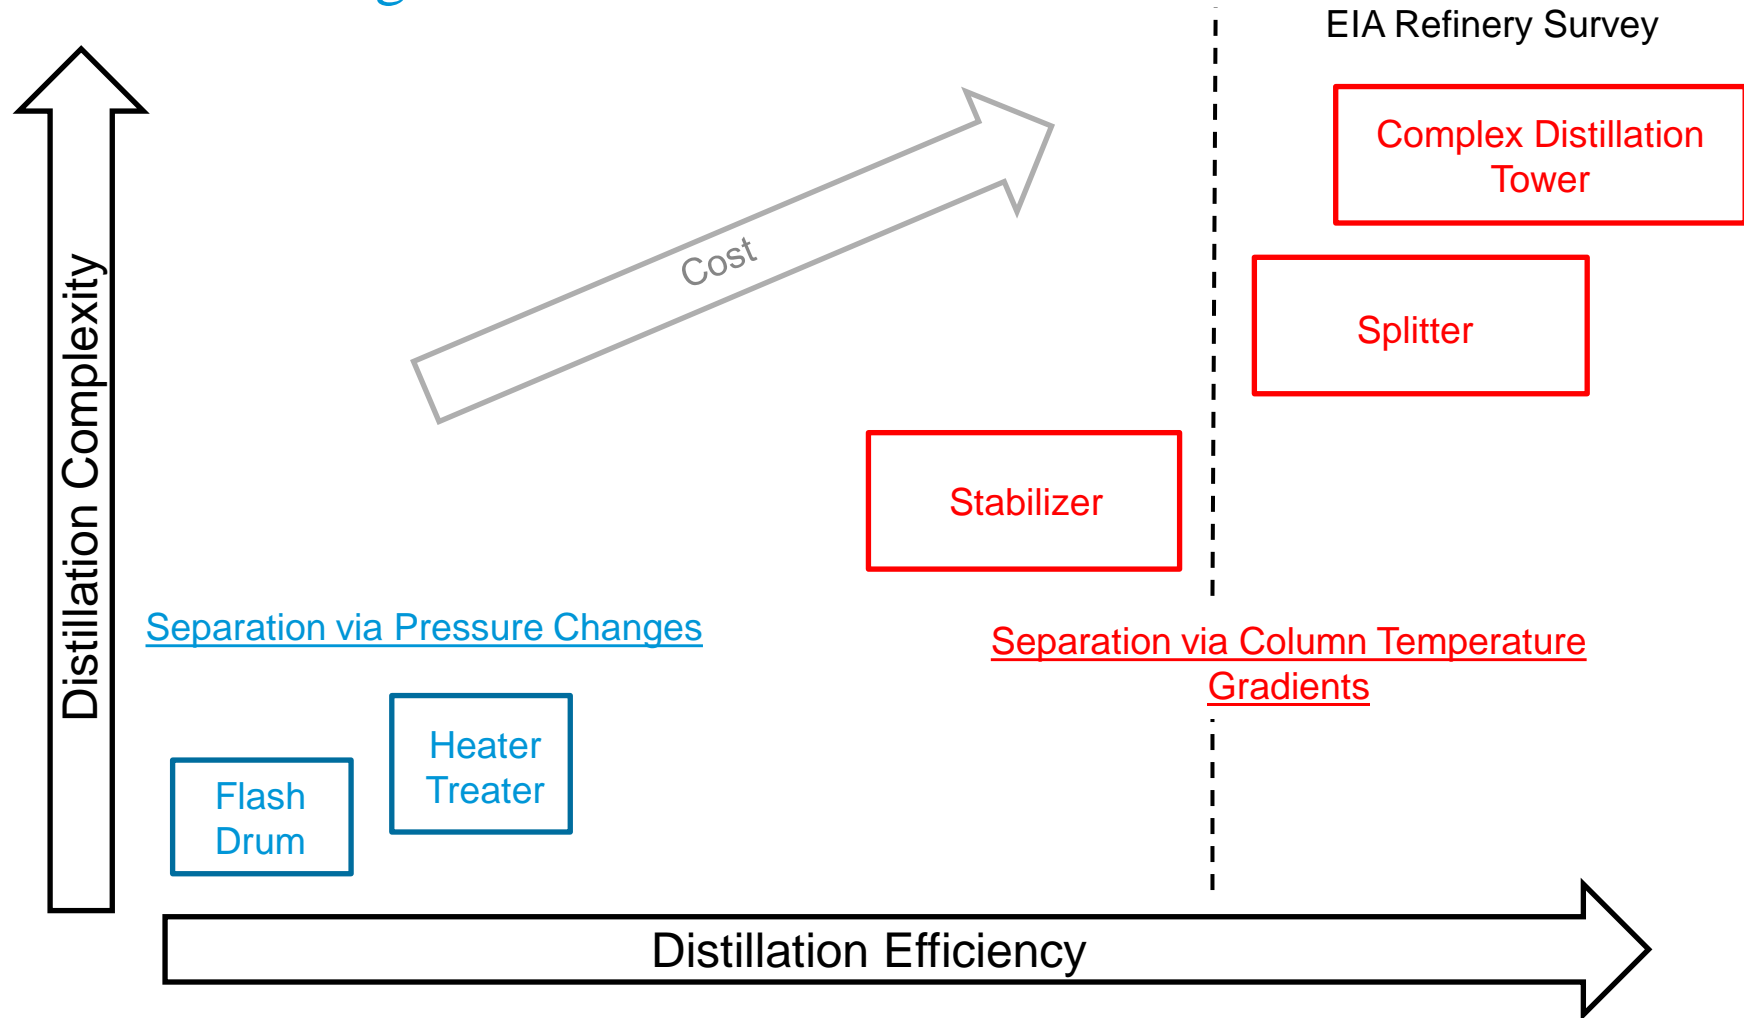 EIA Refinery Survey
Complex Distillation
Tower
Cost
Splitter
Distillation Complexity
Stabilizer
Separation via Pressure Changes
Separation via Column Temperature
Gradients
Heater
Treater
Flash
Drum
Distillation Efficiency